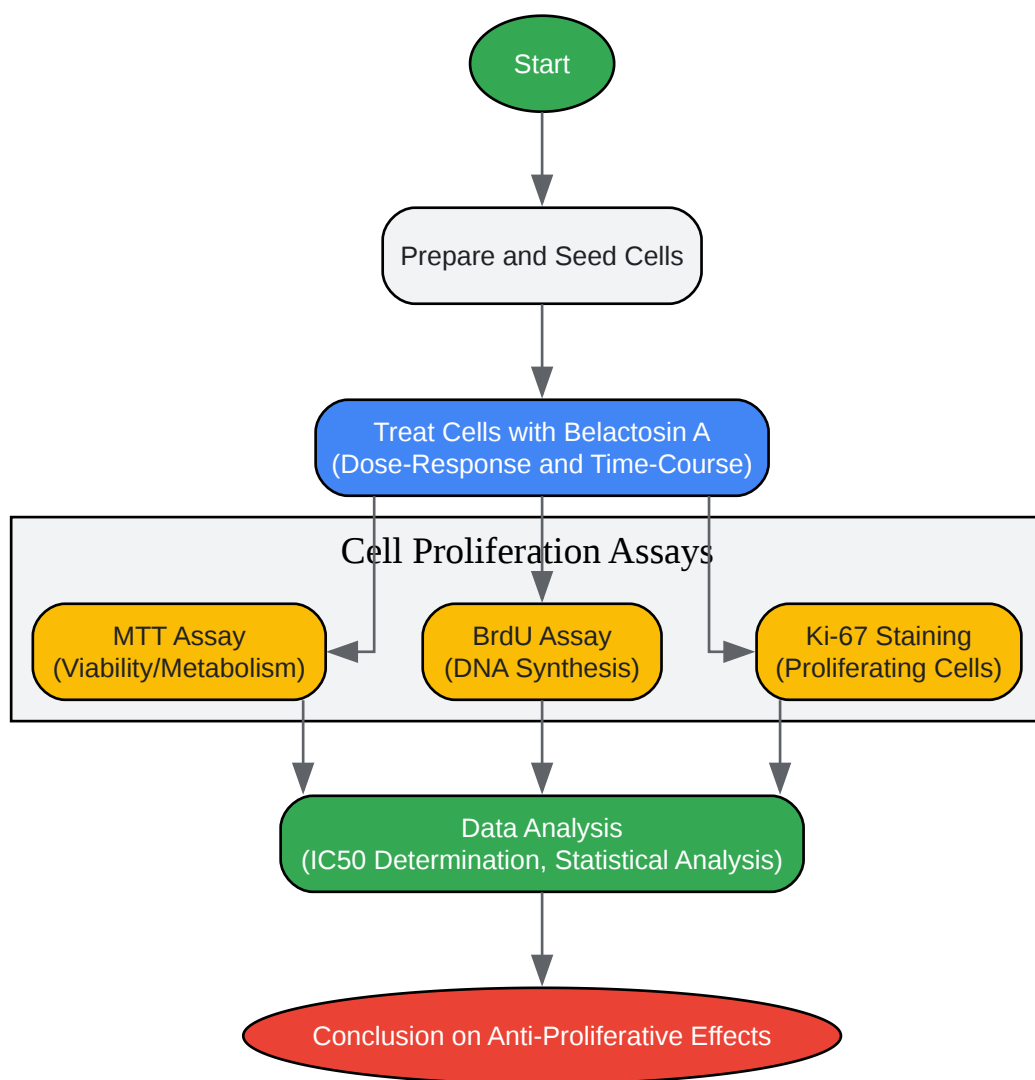 Start
Prepare and Seed Cells
Treat Cells with Belactosin A
(Dose-Response and Time-Course)
Cell Proliferation Assays
MTT Assay
(Viability/Metabolism)
BrdU Assay
(DNA Synthesis)
Ki-67 Staining
(Proliferating Cells)
Data Analysis
(IC50 Determination, Statistical Analysis)
Conclusion on Anti-Proliferative Effects